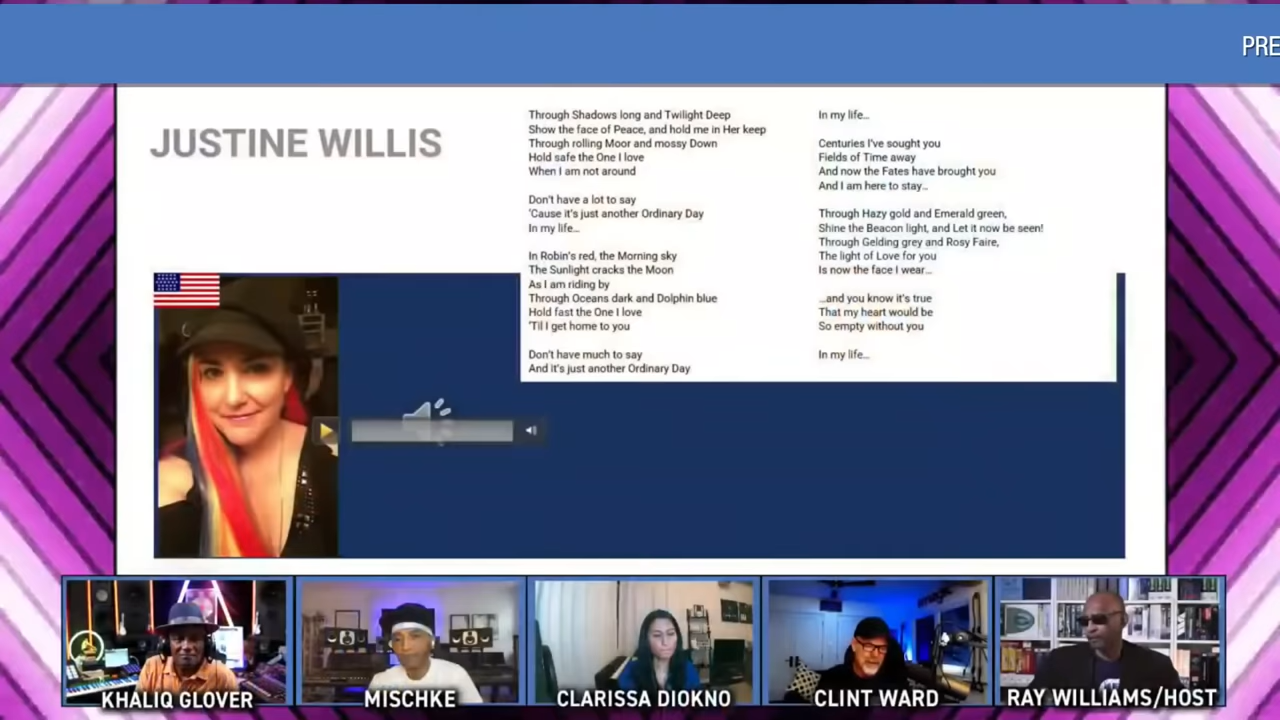 PRE
JUSTINE WILLIS
Through Shadows long and Twilight Deep
Show the face of Peace, and hold me in Her keep
Through rolling Moor and mossy Down
Hold safe the One I love
When I am not around
Don't have a lot to say
'Cause it's just another Ordinary Day
In my life…
In Robin's red, the Morning sky
The Sunlight cracks the Moon
As I am riding by
Through Oceans dark and Dolphin blue
Hold fast the One I love
'Til I get home to you
Don't have much to say
And it's just another Ordinary Day
In my life…
Centuries I've sought you
Fields of Time away
And now the Fates have brought you
And I am here to stay…
Through Hazy gold and Emerald green,
Shine the Beacon light, and Let it now be seen!
Through Gelding grey and Rosy Faire,
The light of Love for you
Is now the face I wear…
…and you know it's true
That my heart would be
So empty without you
In my life…
KHALIQ GLOVER
MISCHKE
CLARISSA DIOKNO
CLINT WARD
RAY WILLIAMS/HOST